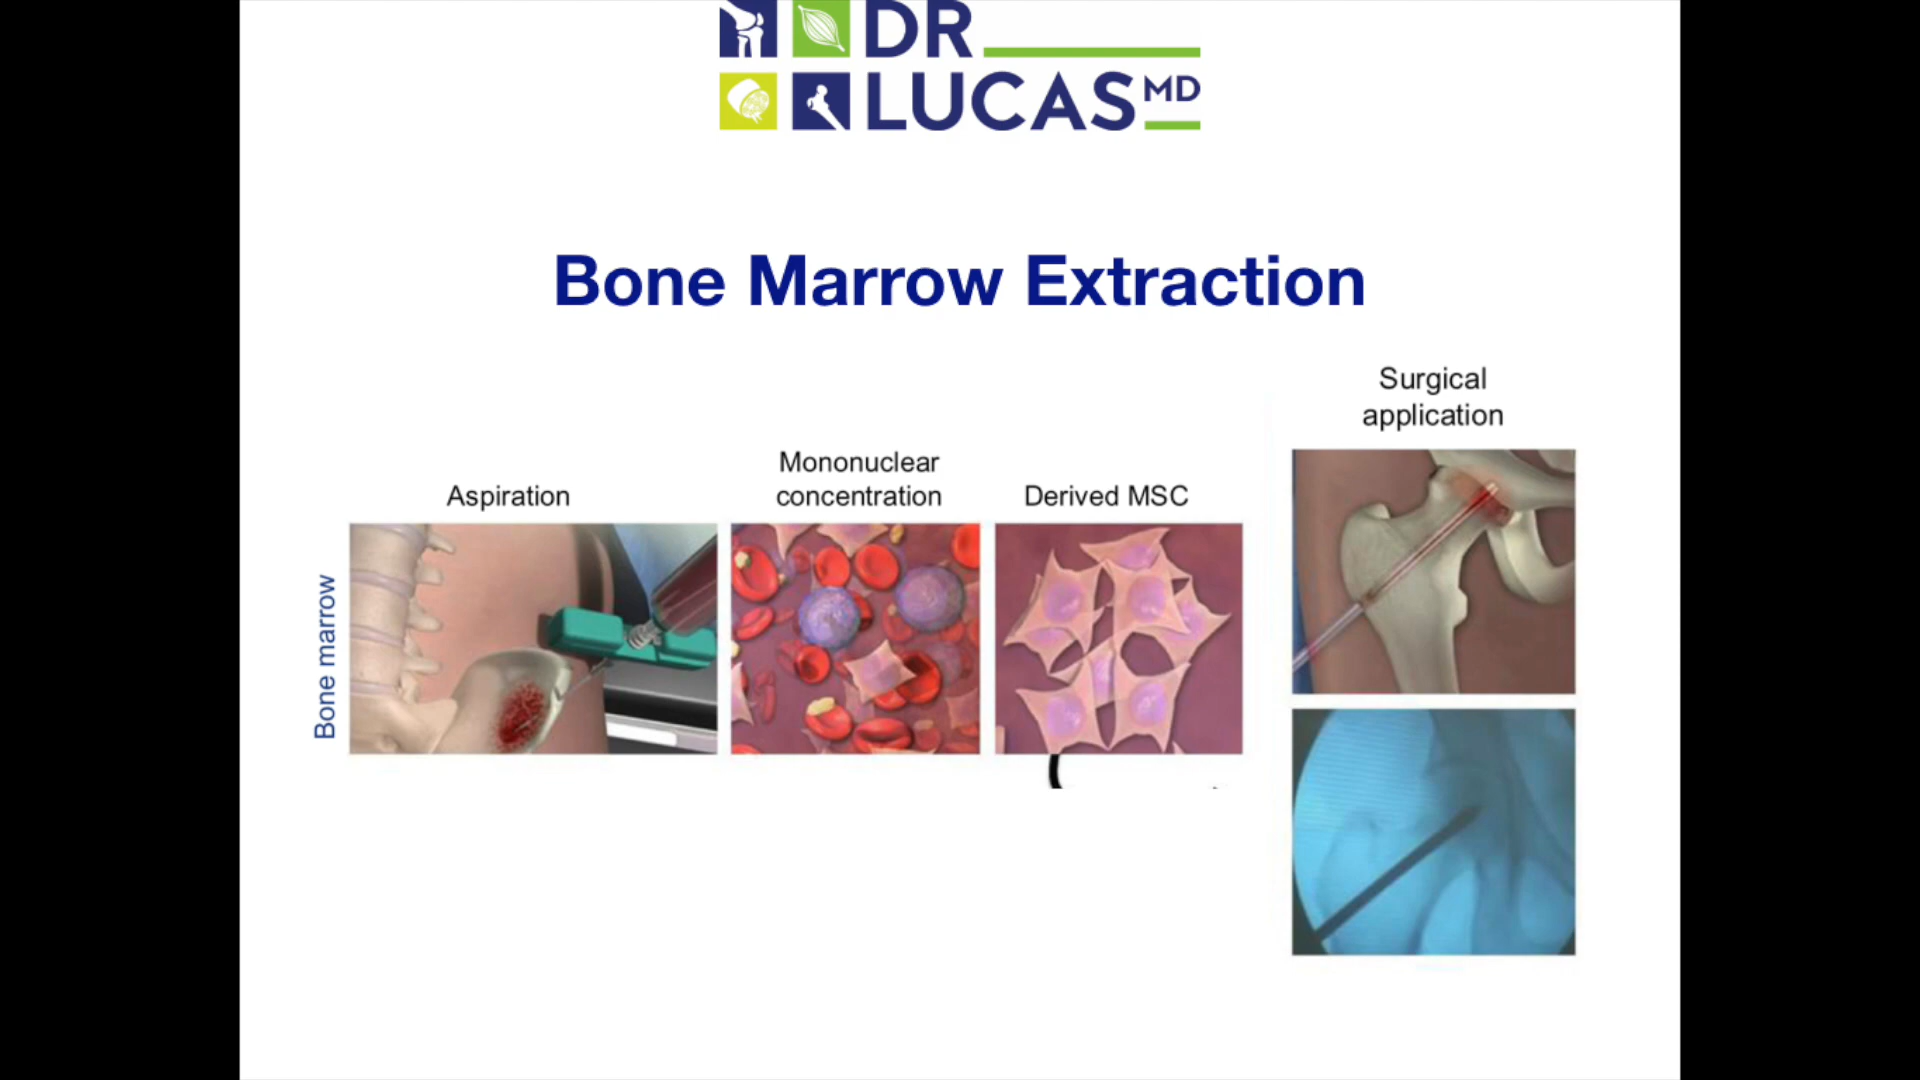 DR
LUCAS MD
Bone Marrow Extraction
Surgical
application
Mononuclear
concentration
Aspiration
Derived MSC
Bone marrow